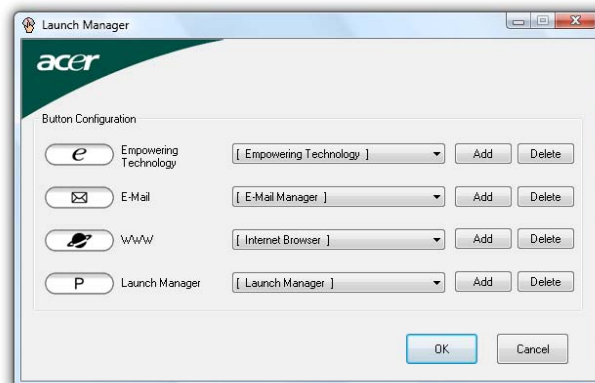 Launch Manager
acer
Button Configuration
e Empowering Technology [ Empowering Technology ] Add Delete
E-Mail [ E-Mail Manager ] Add Delete
WWW [ Internet Browser ] Add Delete
P Launch Manager [ Launch Manager ] Add Delete
OK Cancel